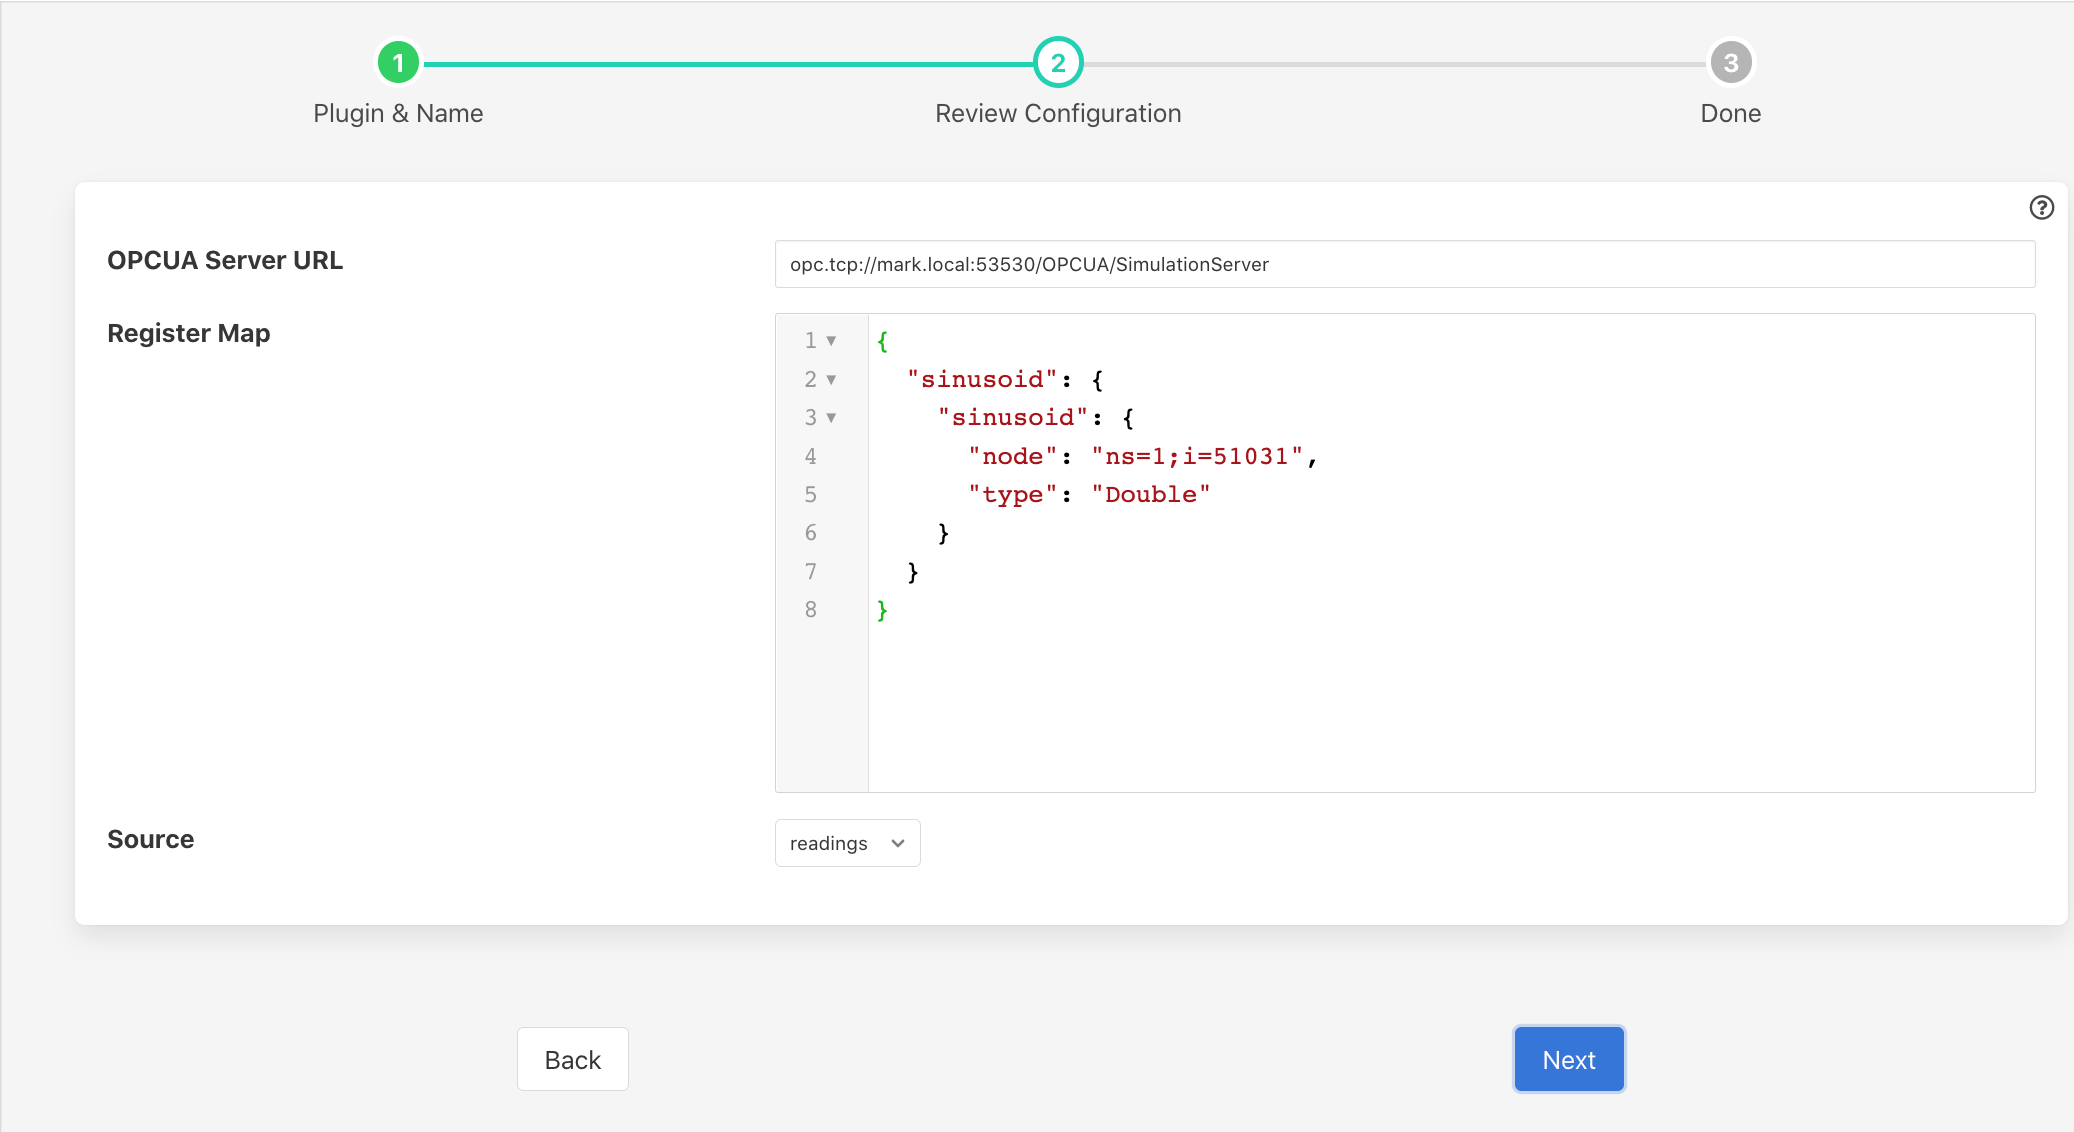 1
2
3
Plugin & Name
Review Configuration
Done
OPCUA Server URL
opc.tcp://mark.local:53530/OPCUA/SimulationServer
Register Map
1 {
2 "sinusoid": {
3 "sinusoid": {
4 "node": "ns=1;i=51031",
5 "type": "Double"
6 }
7 }
8 }
Source
readings
Back
Next